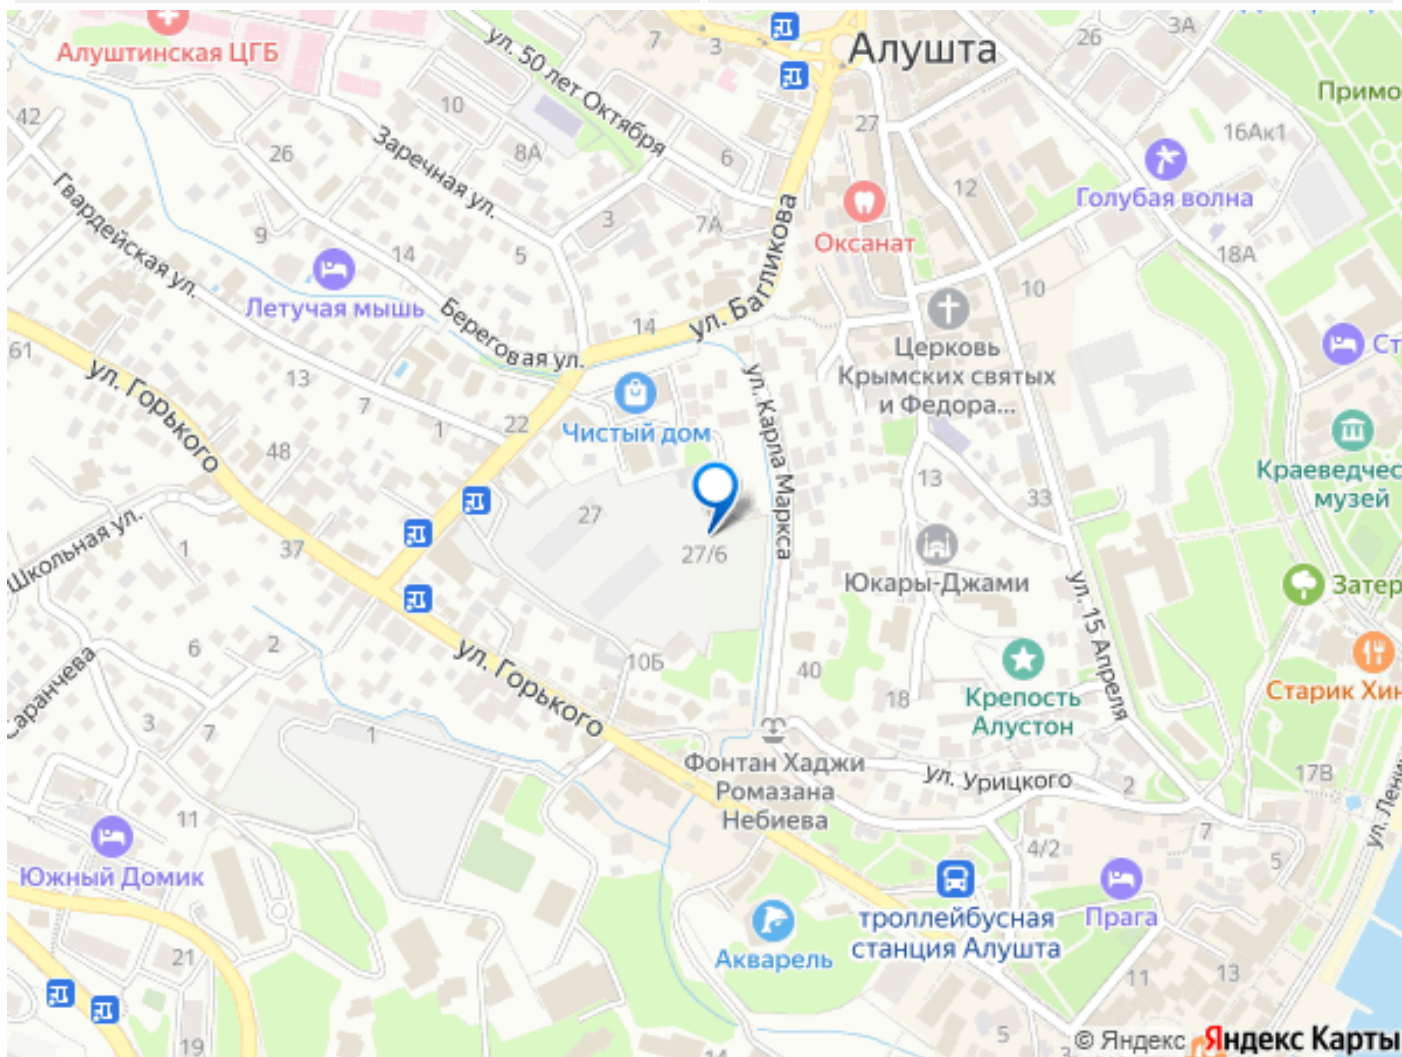 Алуштинская ЦГБ
ул. 50 лет Октября
7
3
Алушта
26
3А
Примо
42
10
Заречная ул.
8А
6
27
16Ак1
26
Гвардейская ул.
12
Голубая волна
9
14
5
3
7А
ул. Багликова
Оксанат
18А
10
Летучая мышь
Береговая ул.
14
61
ул. Горького
13
7
1
22
48
Чистый дом
ул. Карла Маркса
Церковь
Крымских святых
и Федора...
Ст
Краеведчес
музей
13
33
27
27/6
Школьная ул.
1
37
Юкары-Джами
ул. 15 Апреля
Затер
6
2
ул. Горького
10Б
40
18
Крепость
Алустон
Старик Хин
Саранчева
3
7
1
Фонтан Хаджи
Ромазана
Небиева
ул. Урицкого
2
17В
ул. Лени
11
Южный Домик
7
5
4/2
троллейбусная
станция Алушта
Прага
Акварель
21
11
13
19
14
© Яндекс Яндекс Карты